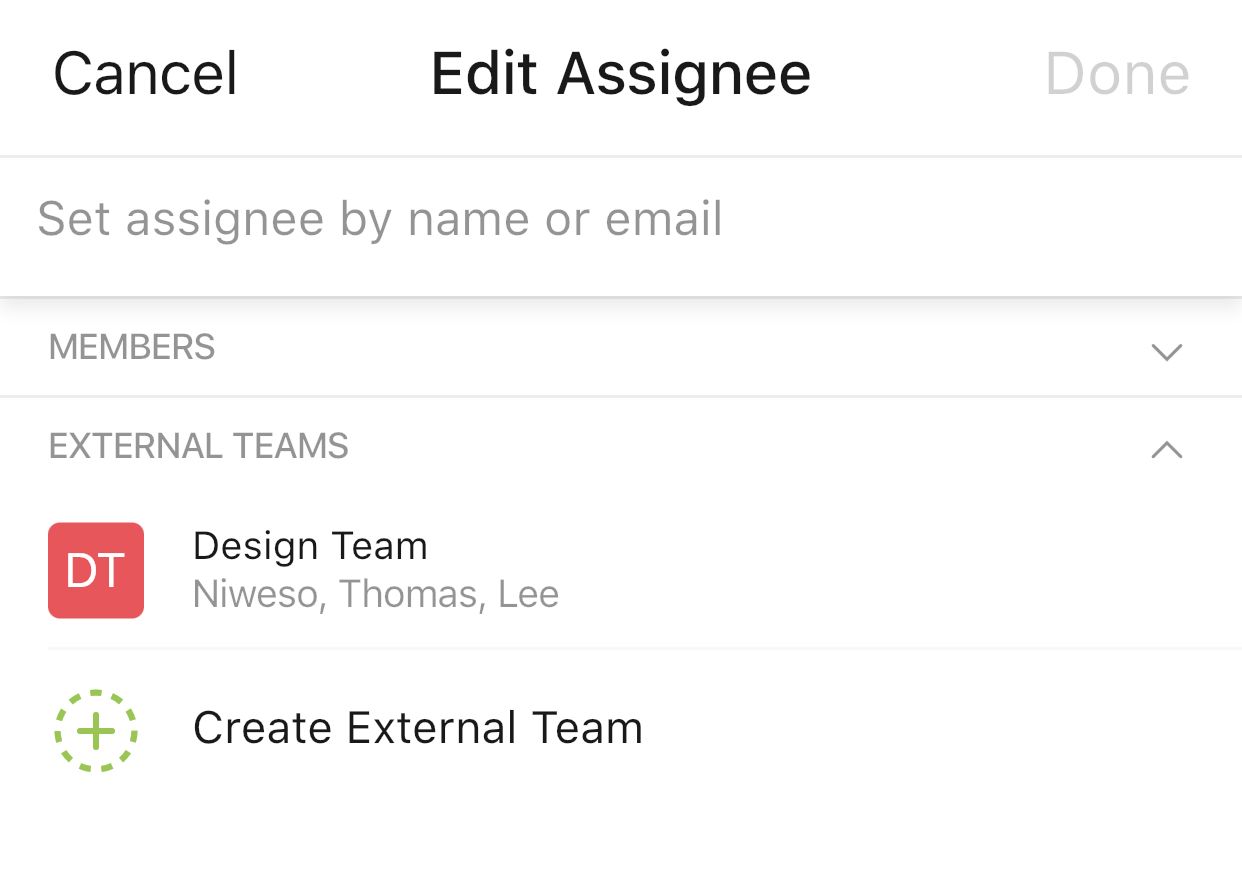 Cancel Edit Assignee Done
Set assignee by name or email
MEMBERS
EXTERNAL TEAMS
DT Design Team
Niweso, Thomas, Lee
Create External Team